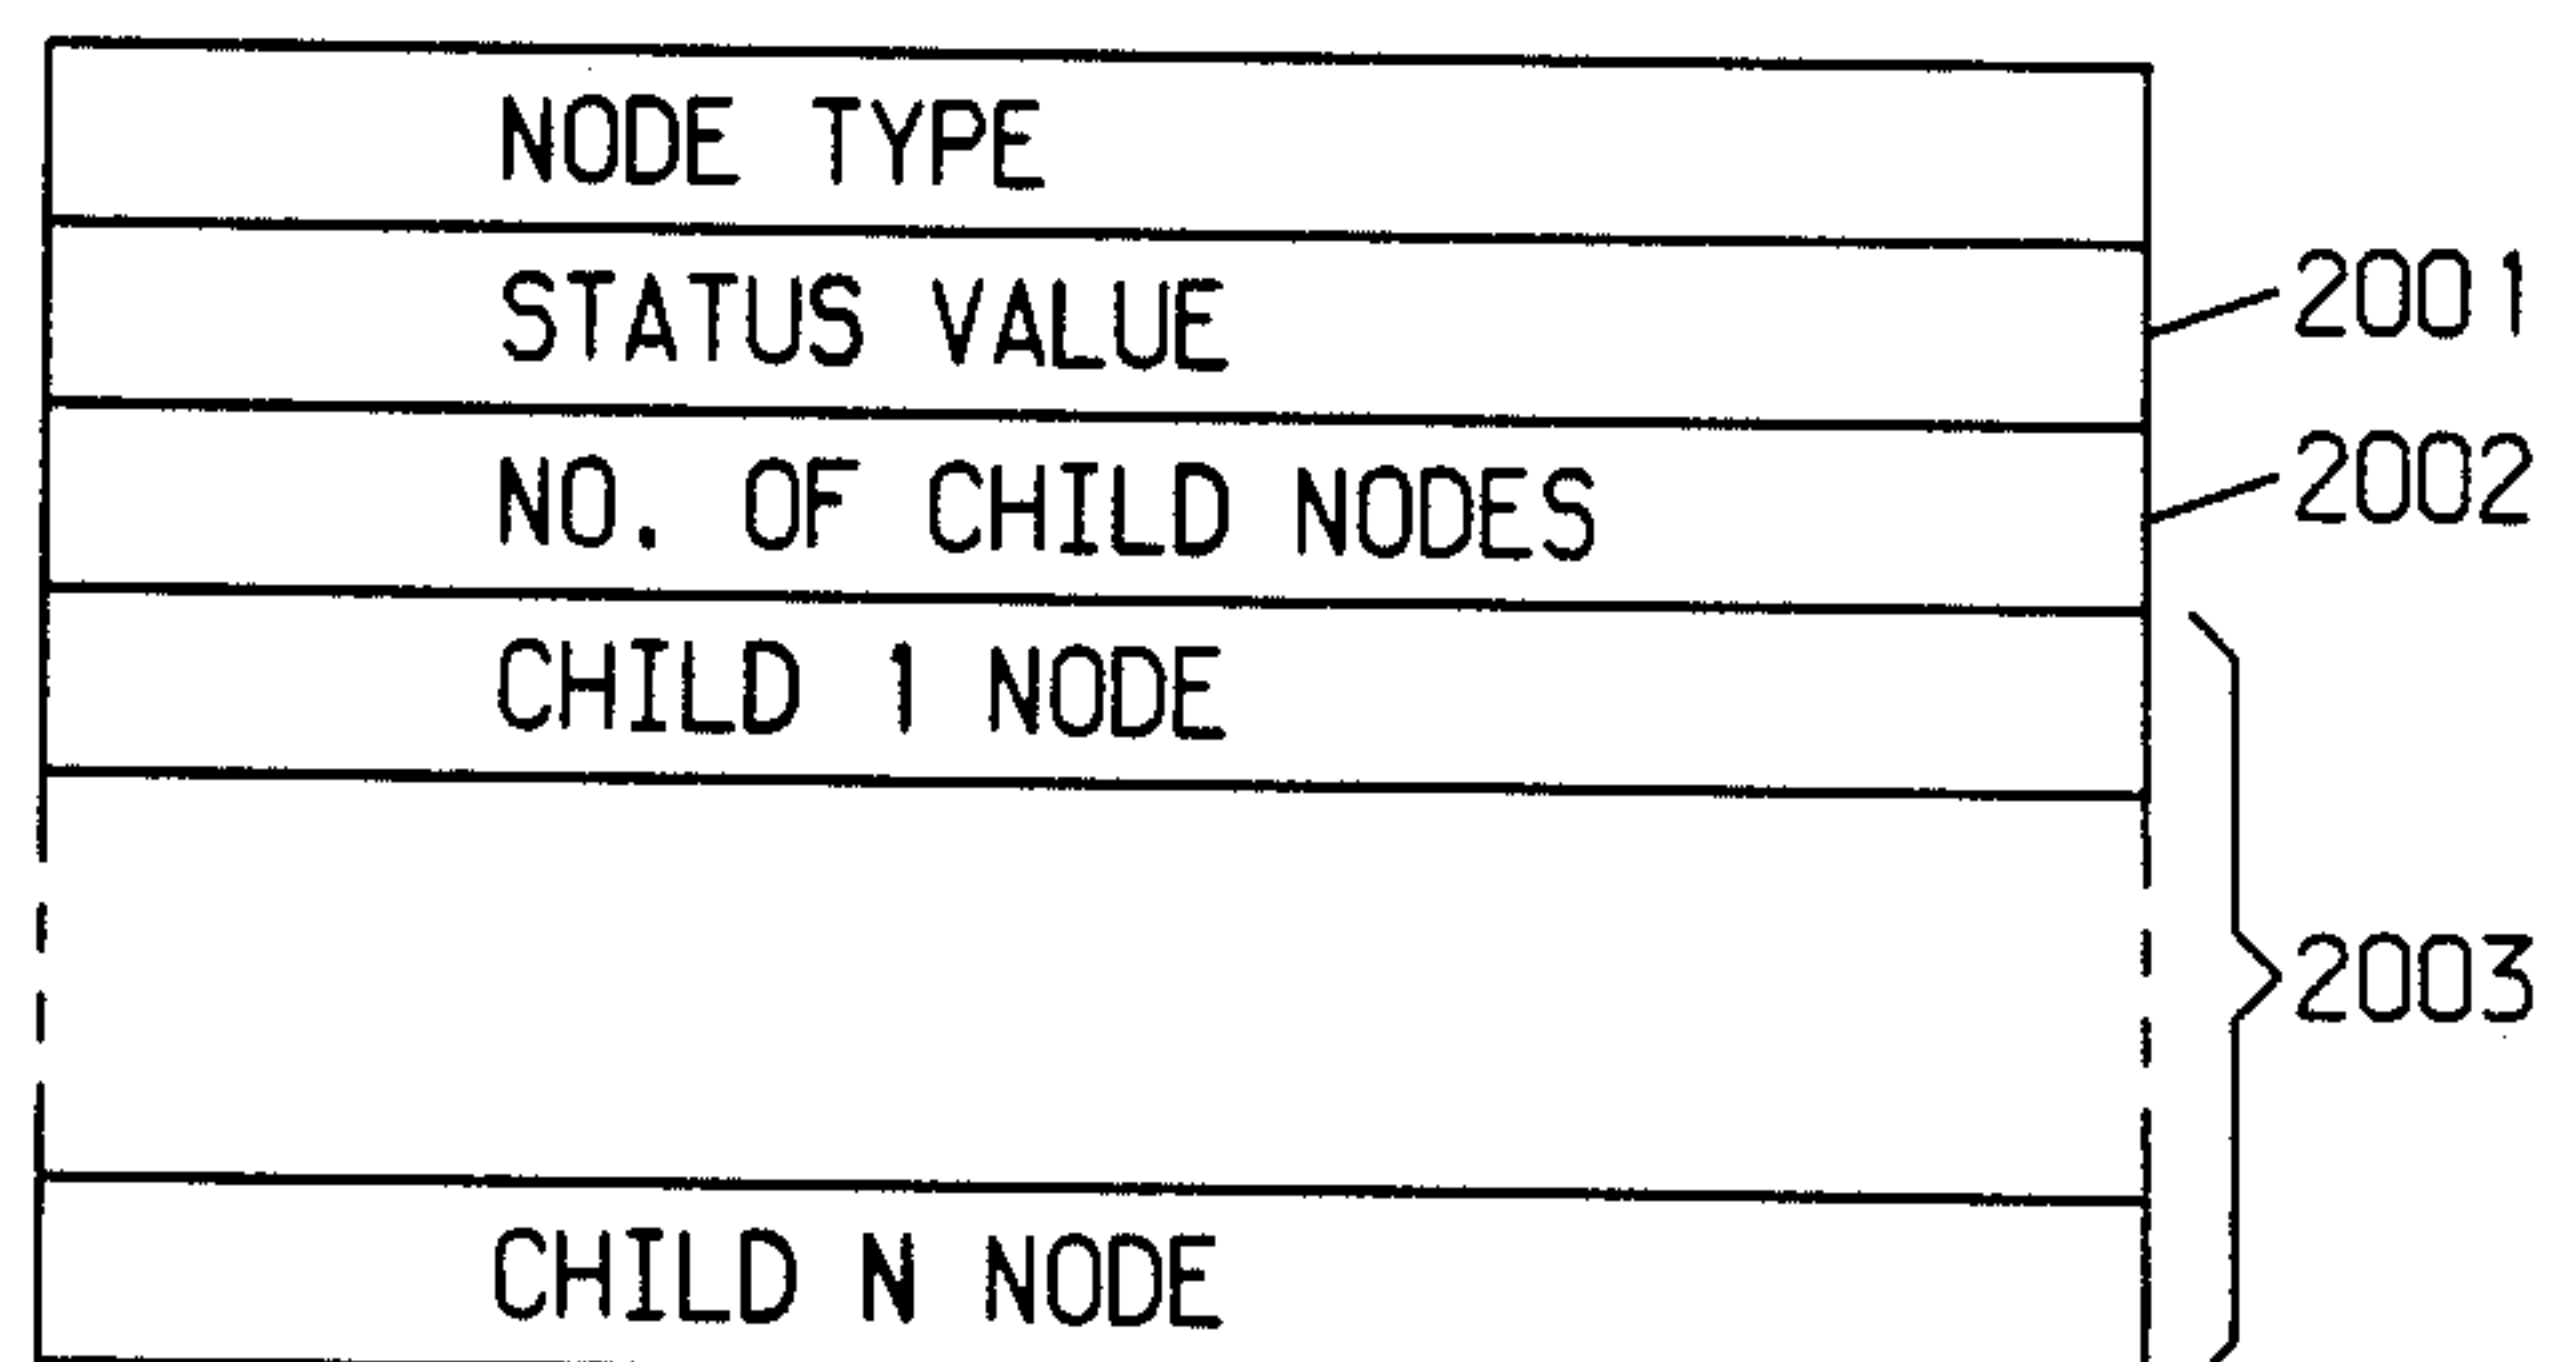 NODE TYPE
STATUS VALUE
2001
NO. OF CHILD NODES
2002
CHILD 1 NODE
2003
CHILD N NODE